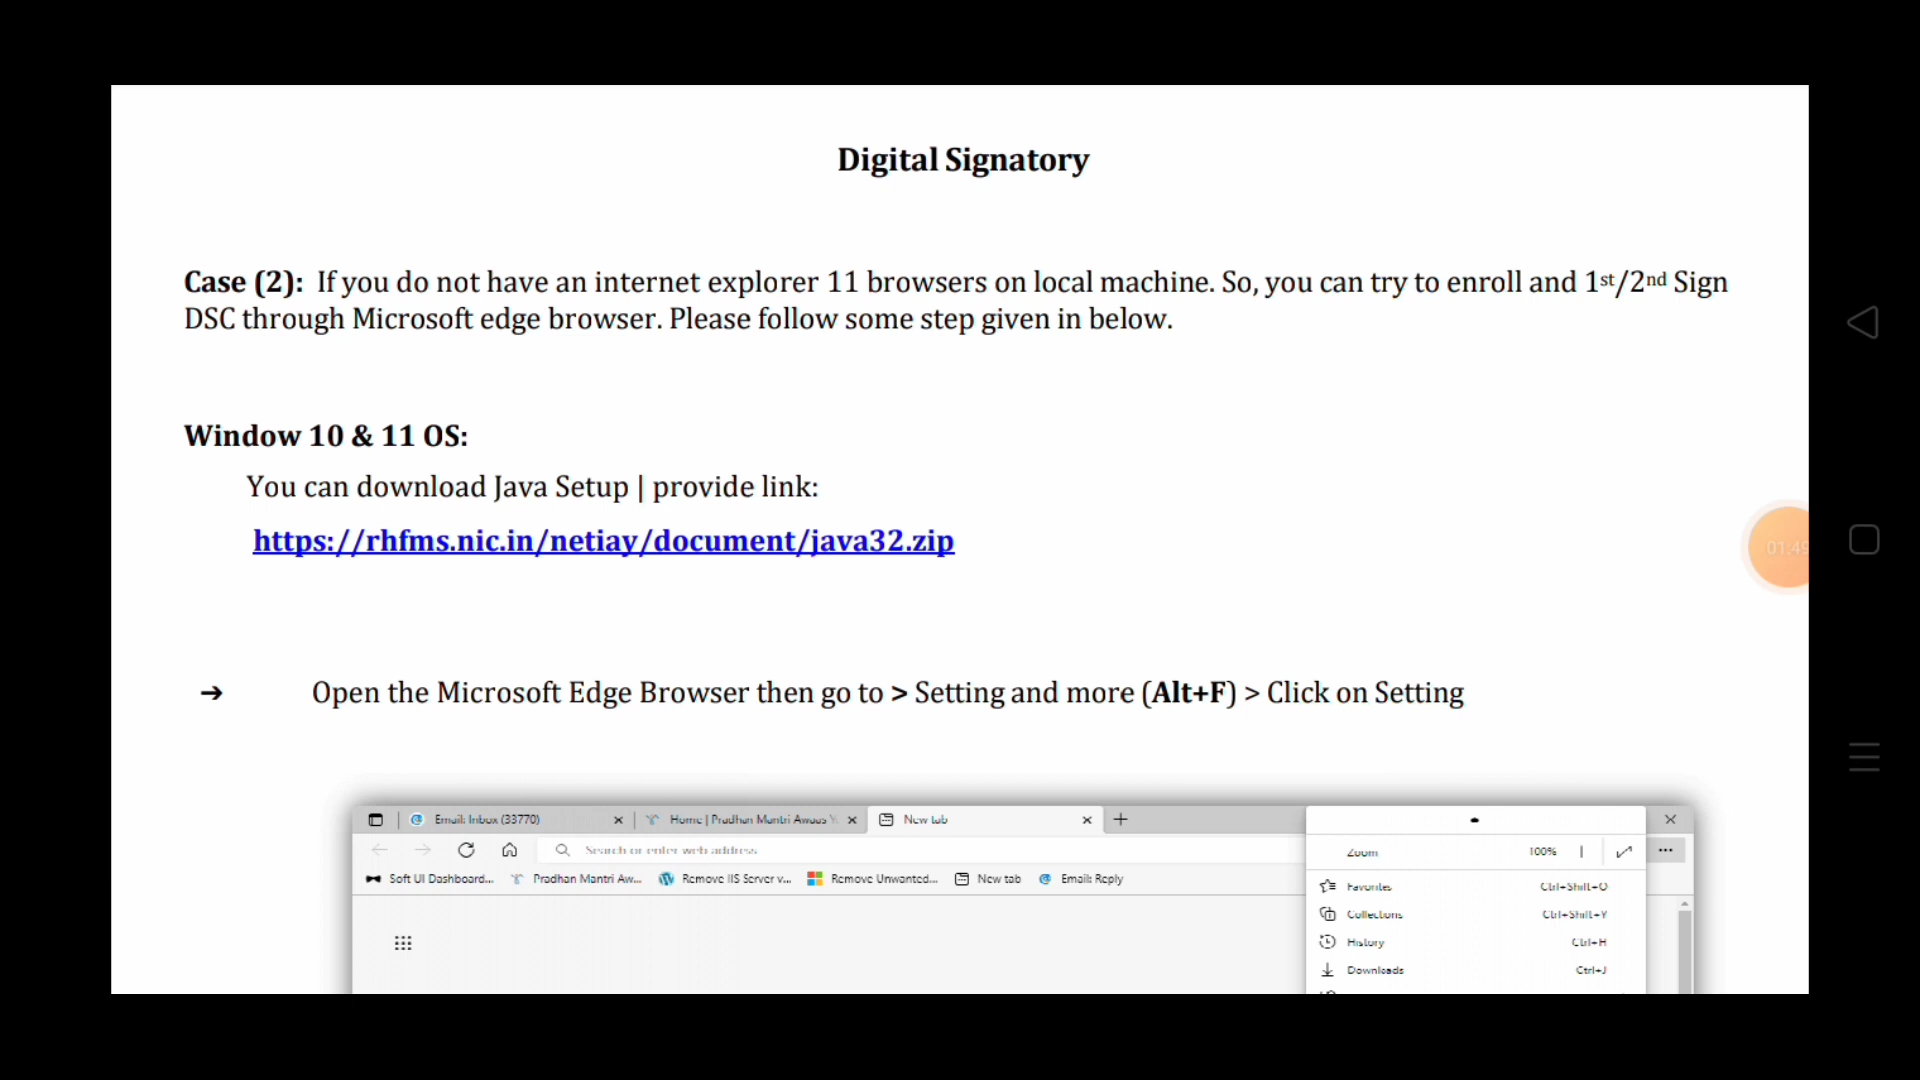 Digital Signatory
Case (2): If you do not have an internet explorer 11 browsers on local machine. So, you can try to enroll and 1st/2nd Sign
DSC through Microsoft edge browser. Please follow some step given in below.
Window 10 & 11 OS:
You can download Java Setup | provide link:
https://rhfms.nic.in/netiay/document/java32.zip
01:49
➔ Open the Microsoft Edge Browser then go to > Setting and more (Alt+F) > Click on Setting
Email: Inbox (33770) Home | Pradhan Mantri Awaas Y New tab
Search or enter web address
Zoom 100%
Soft UI Dashboard... Pradhan Mantri Aw... Remove IIS Server v... Remove Unwanted... New tab Email: Reply
Favorites Ctrl+Shift+O
Collections Ctrl+Shift+Y
History Ctrl+H
Downloads Ctrl+J